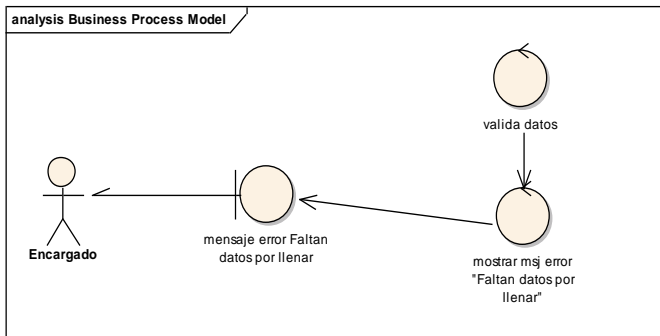 analysis Business Process Model
valida datos
Encargado
mensaje error Faltan
datos por llenar
mostrar msj error
"Faltan datos por
llenar"